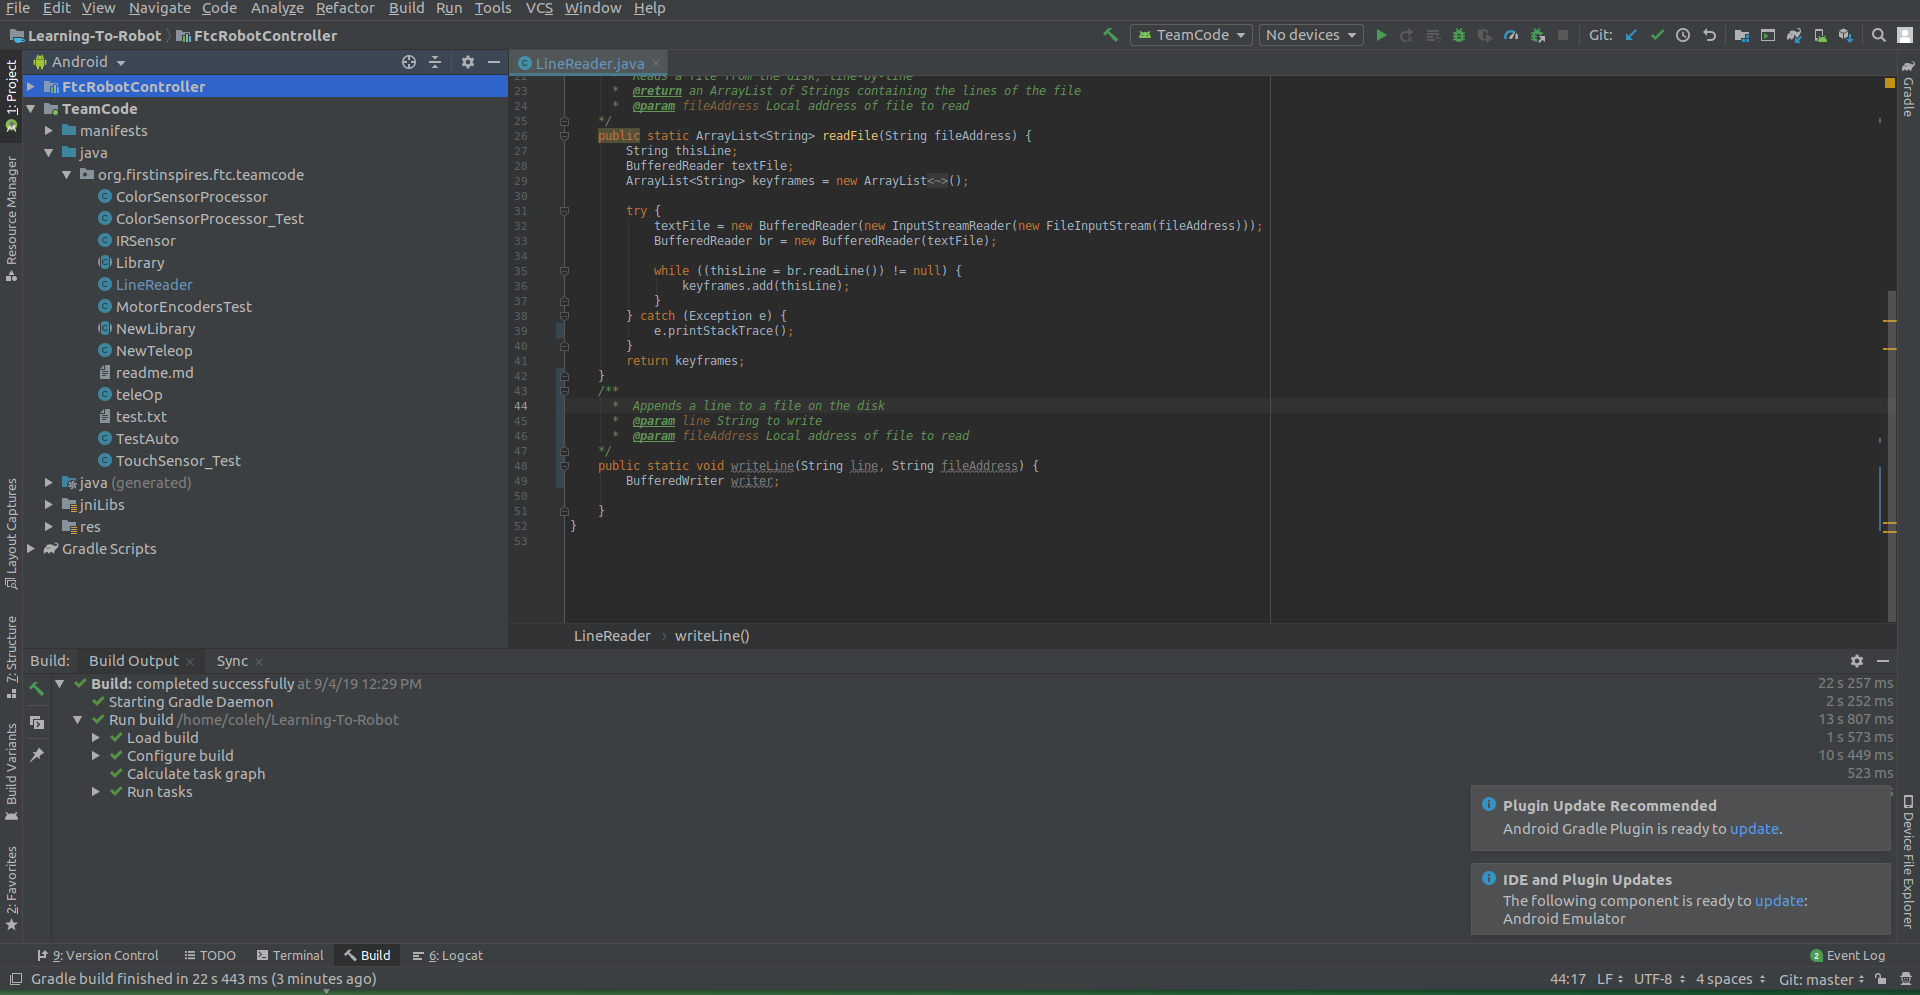 File Edit View Navigate Code Analyze Refactor Build Run Tools VCS Window Help
Learning-To-Robot FtcRobotController TeamCode No devices Git:
1: Project
Resource Manager
Layout Captures
7: Structure
Build Variants
2: Favorites
Android
FtcRobotController
TeamCode
manifests
java
org.firstinspires.ftc.teamcode
ColorSensorProcessor
ColorSensorProcessor_Test
IRSensor
Library
LineReader
MotorEncodersTest
NewLibrary
NewTeleop
readme.md
teleOp
test.txt
TestAuto
TouchSensor_Test
java (generated)
jniLibs
res
Gradle Scripts
LineReader.java
22 * Reads a file from the disk, line-by-line
23 * @return an ArrayList of Strings containing the lines of the file
24 * @param fileAddress Local address of file to read
25 */
26 public static ArrayList<String> readFile(String fileAddress) {
27 String thisLine;
28 BufferedReader textFile;
29 ArrayList<String> keyframes = new ArrayList<~>();
30
31 try {
32 textFile = new BufferedReader(new InputStreamReader(new FileInputStream(fileAddress)));
33 BufferedReader br = new BufferedReader(textFile);
34
35 while ((thisLine = br.readLine()) != null) {
36 keyframes.add(thisLine);
37 }
38 } catch (Exception e) {
39 e.printStackTrace();
40 }
41 return keyframes;
42 }
43 /**
44 * Appends a line to a file on the disk
45 * @param line String to write
46 * @param fileAddress Local address of file to read
47 */
48 public static void writeLine(String line, String fileAddress) {
49 BufferedWriter writer;
50
51 }
52 }
53
LineReader › writeLine()
Gradle
Device File Explorer
Build: Build Output Sync
Build: completed successfully at 9/4/19 12:29 PM 22 s 257 ms
Starting Gradle Daemon 2 s 252 ms
Run build /home/coleh/Learning-To-Robot 13 s 807 ms
Load build 1 s 573 ms
Configure build 10 s 449 ms
Calculate task graph 523 ms
Run tasks
Plugin Update Recommended
Android Gradle Plugin is ready to update.
IDE and Plugin Updates
The following component is ready to update:
Android Emulator
9: Version Control TODO Terminal Build 6: Logcat 2 Event Log
Gradle build finished in 22 s 443 ms (3 minutes ago) 44:17 LF UTF-8 4 spaces Git: master